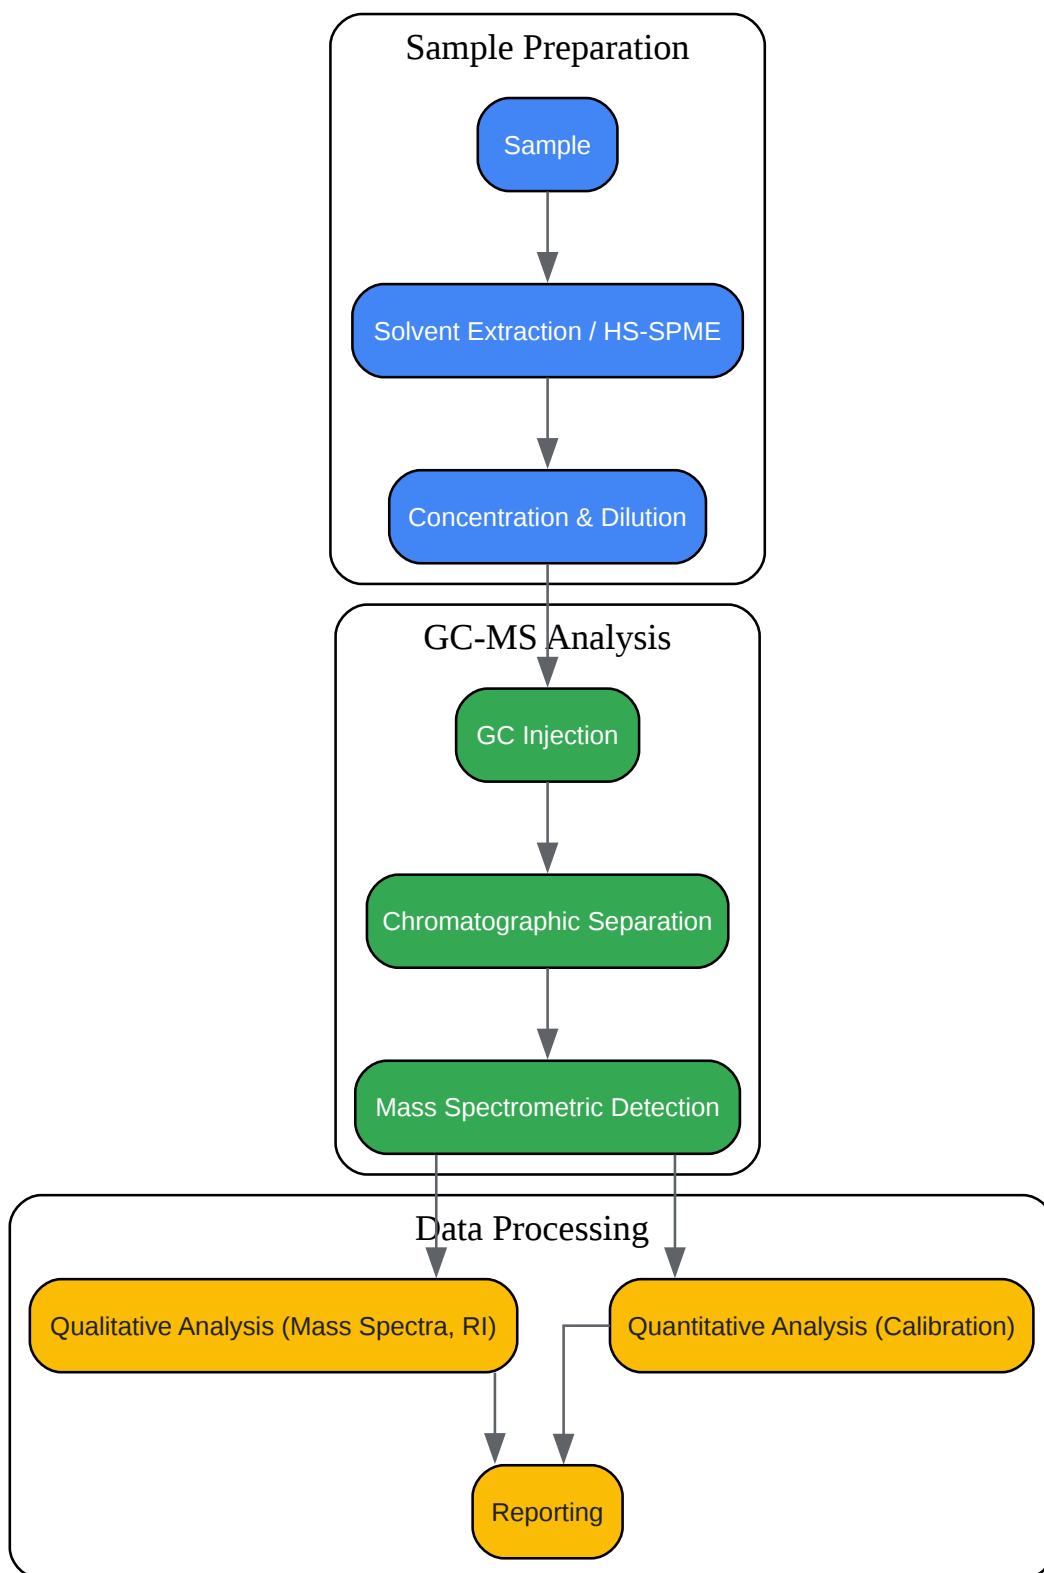 Sample Preparation
Sample
Solvent Extraction / HS-SPME
Concentration & Dilution
GC-MS Analysis
GC Injection
Chromatographic Separation
Mass Spectrometric Detection
Data Processing
Qualitative Analysis (Mass Spectra, RI)
Quantitative Analysis (Calibration)
Reporting